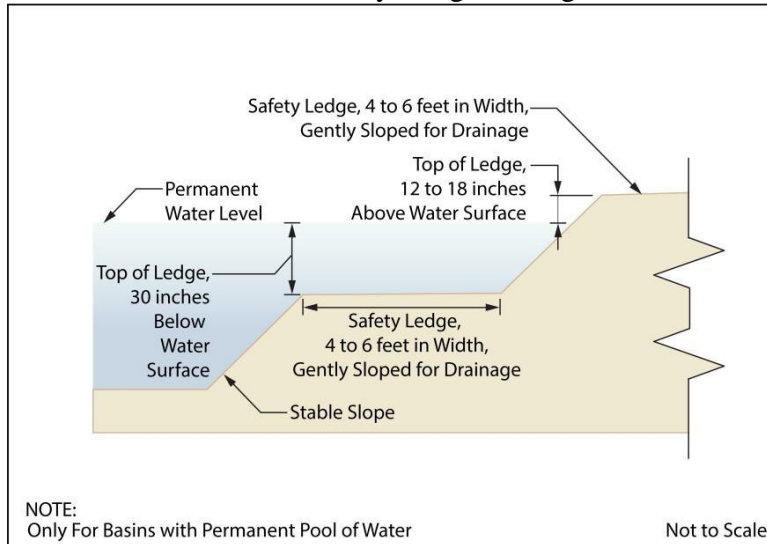 Safety Ledge, 4 to 6 feet in Width,
Gently Sloped for Drainage
Top of Ledge,
12 to 18 inches
Above Water Surface
Permanent
Water Level
Top of Ledge,
30 inches
Below
Water
Surface
Safety Ledge,
4 to 6 feet in Width,
Gently Sloped for Drainage
Stable Slope
NOTE:
Only For Basins with Permanent Pool of Water
Not to Scale